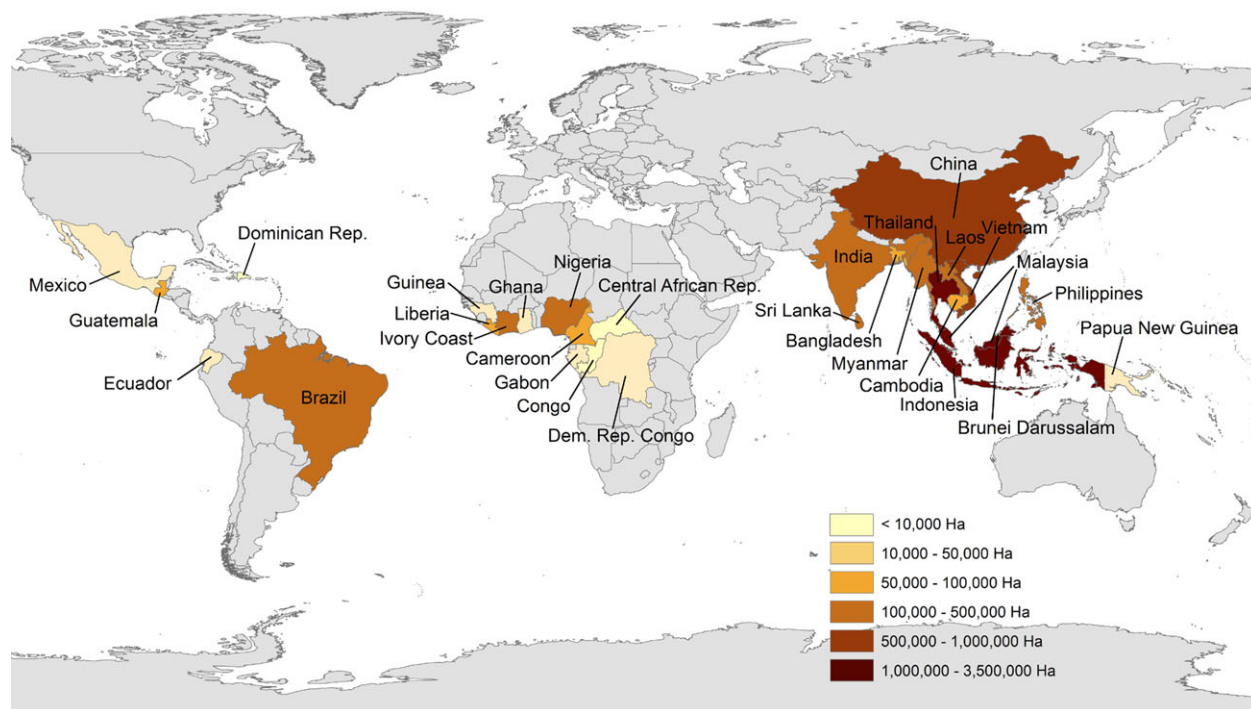 China
Dominican Rep.
Thailand
Vietnam
Laos
Nigeria
India
Malaysia
Mexico
Guinea
Ghana
Central African Rep.
Philippines
Liberia
Sri Lanka
Papua New Guinea
Guatemala
Ivory Coast
Bangladesh
Cameroon
Myanmar
Ecuador
Gabon
Cambodia
Brazil
Congo
Indonesia
Dem. Rep. Congo
Brunei Darussalam
< 10,000 Ha
10,000 - 50,000 Ha
50,000 - 100,000 Ha
100,000 - 500,000 Ha
500,000 - 1,000,000 Ha
1,000,000 - 3,500,000 Ha